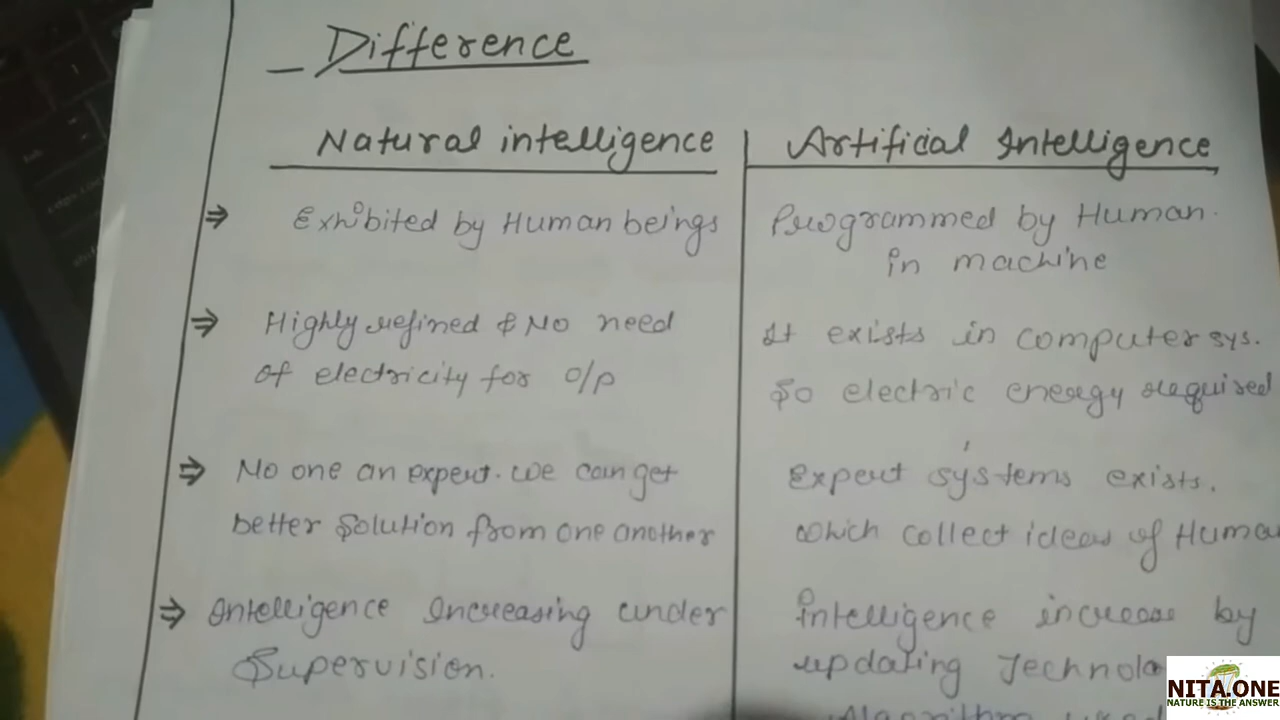 Difference
Natural intelligence
Artificial Intelligence
⇒ Exhibited by Human beings
Programmed by Human.
in machine
⇒ Highly refined & No need
of electricity for o/p
It exists in computer sys.
So electric energy required
⇒ No one an expert. We can get
better Solution from one another
Expert systems exists.
Which collect ideas of Human
⇒ Intelligence Increasing under
Supervision.
intelligence increase by
updating Technolo
Algorithm used
NITA.ONE
NATURE IS THE ANSWER